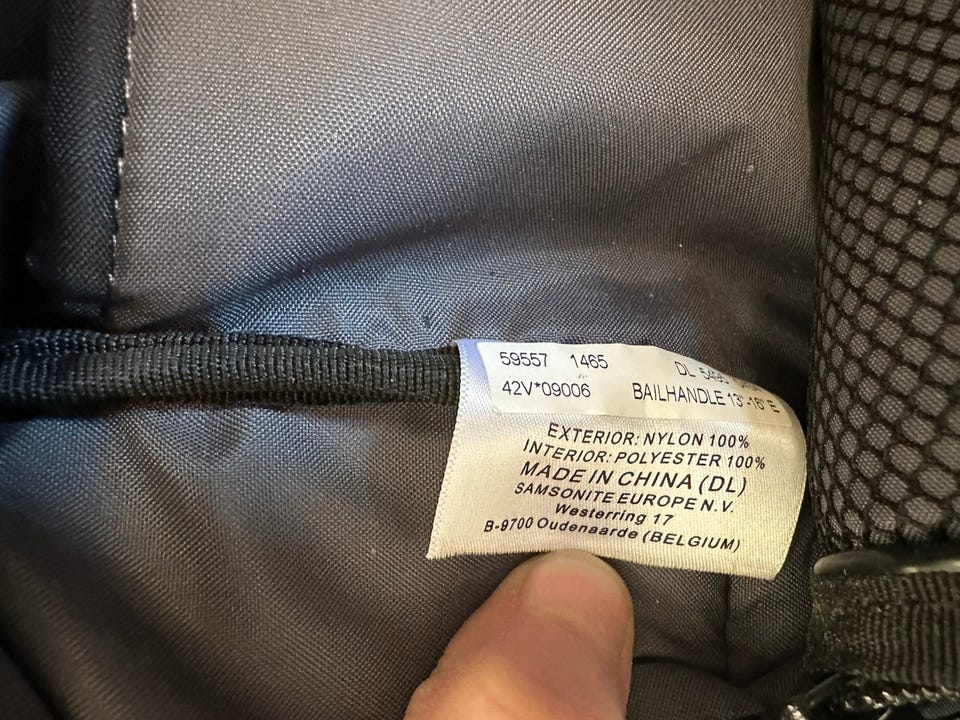 59557 1465 DL
42V*09006 BAILHANDLE 13"-16" E
EXTERIOR: NYLON 100%
INTERIOR: POLYESTER 100%
MADE IN CHINA (DL)
SAMSONITE EUROPE N.V.
Westerring 17
B-9700 Oudenaarde (BELGIUM)